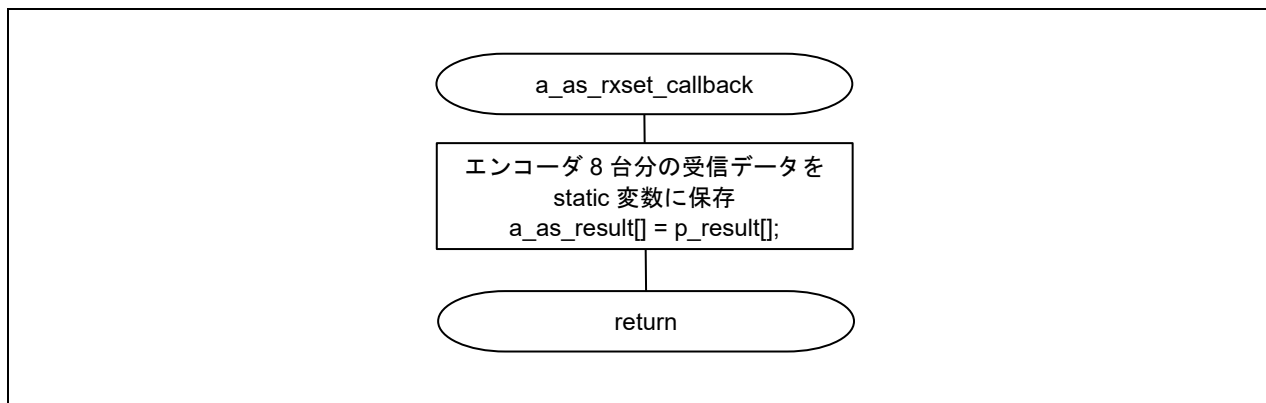 a_as_rxset_callback
エンコーダ 8 台分の受信データを
static 変数に保存
a_as_result[] = p_result[];
return